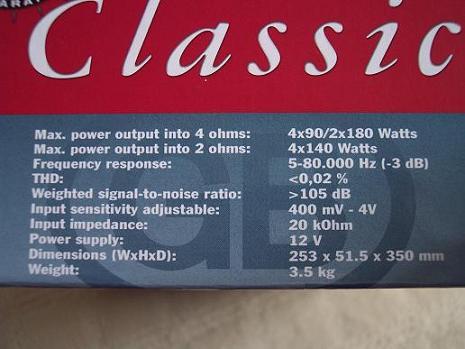 Classic
Max. power output into 4 ohms: 4x90/2x180 Watts
Max. power output into 2 ohms: 4x140 Watts
Frequency response: 5-80.000 Hz (-3 dB)
THD: <0,02 %
Weighted signal-to-noise ratio: >105 dB
Input sensitivity adjustable: 400 mV - 4V
Input impedance: 20 kOhm
Power supply: 12 V
Dimensions (WxHxD): 253 x 51.5 x 350 mm
Weight: 3.5 kg